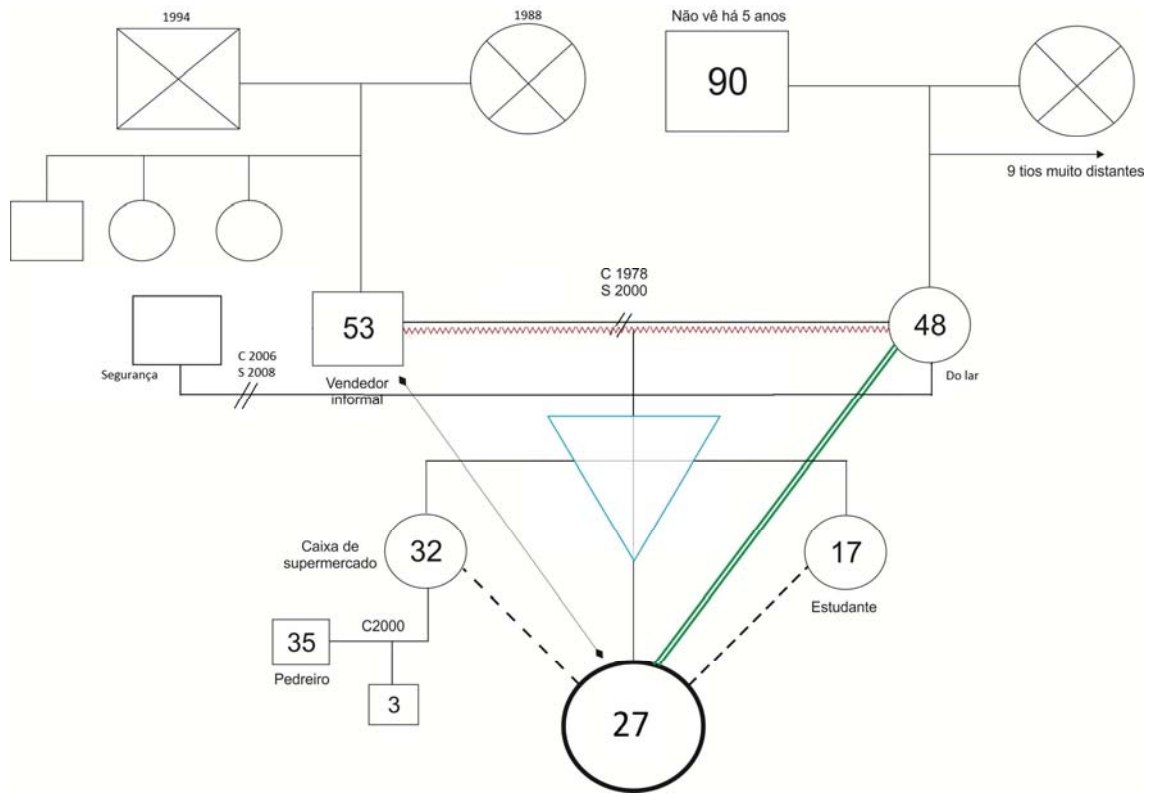 1994
1988
Não vê há 5 anos
90
9 tios muito distantes
C 1978
S 2000
53
48
Segurança
C 2006
S 2008
Vendedor
informal
Do lar
Caixa de
supermercado
32
17
Estudante
35
C2000
Pedreiro
3
27